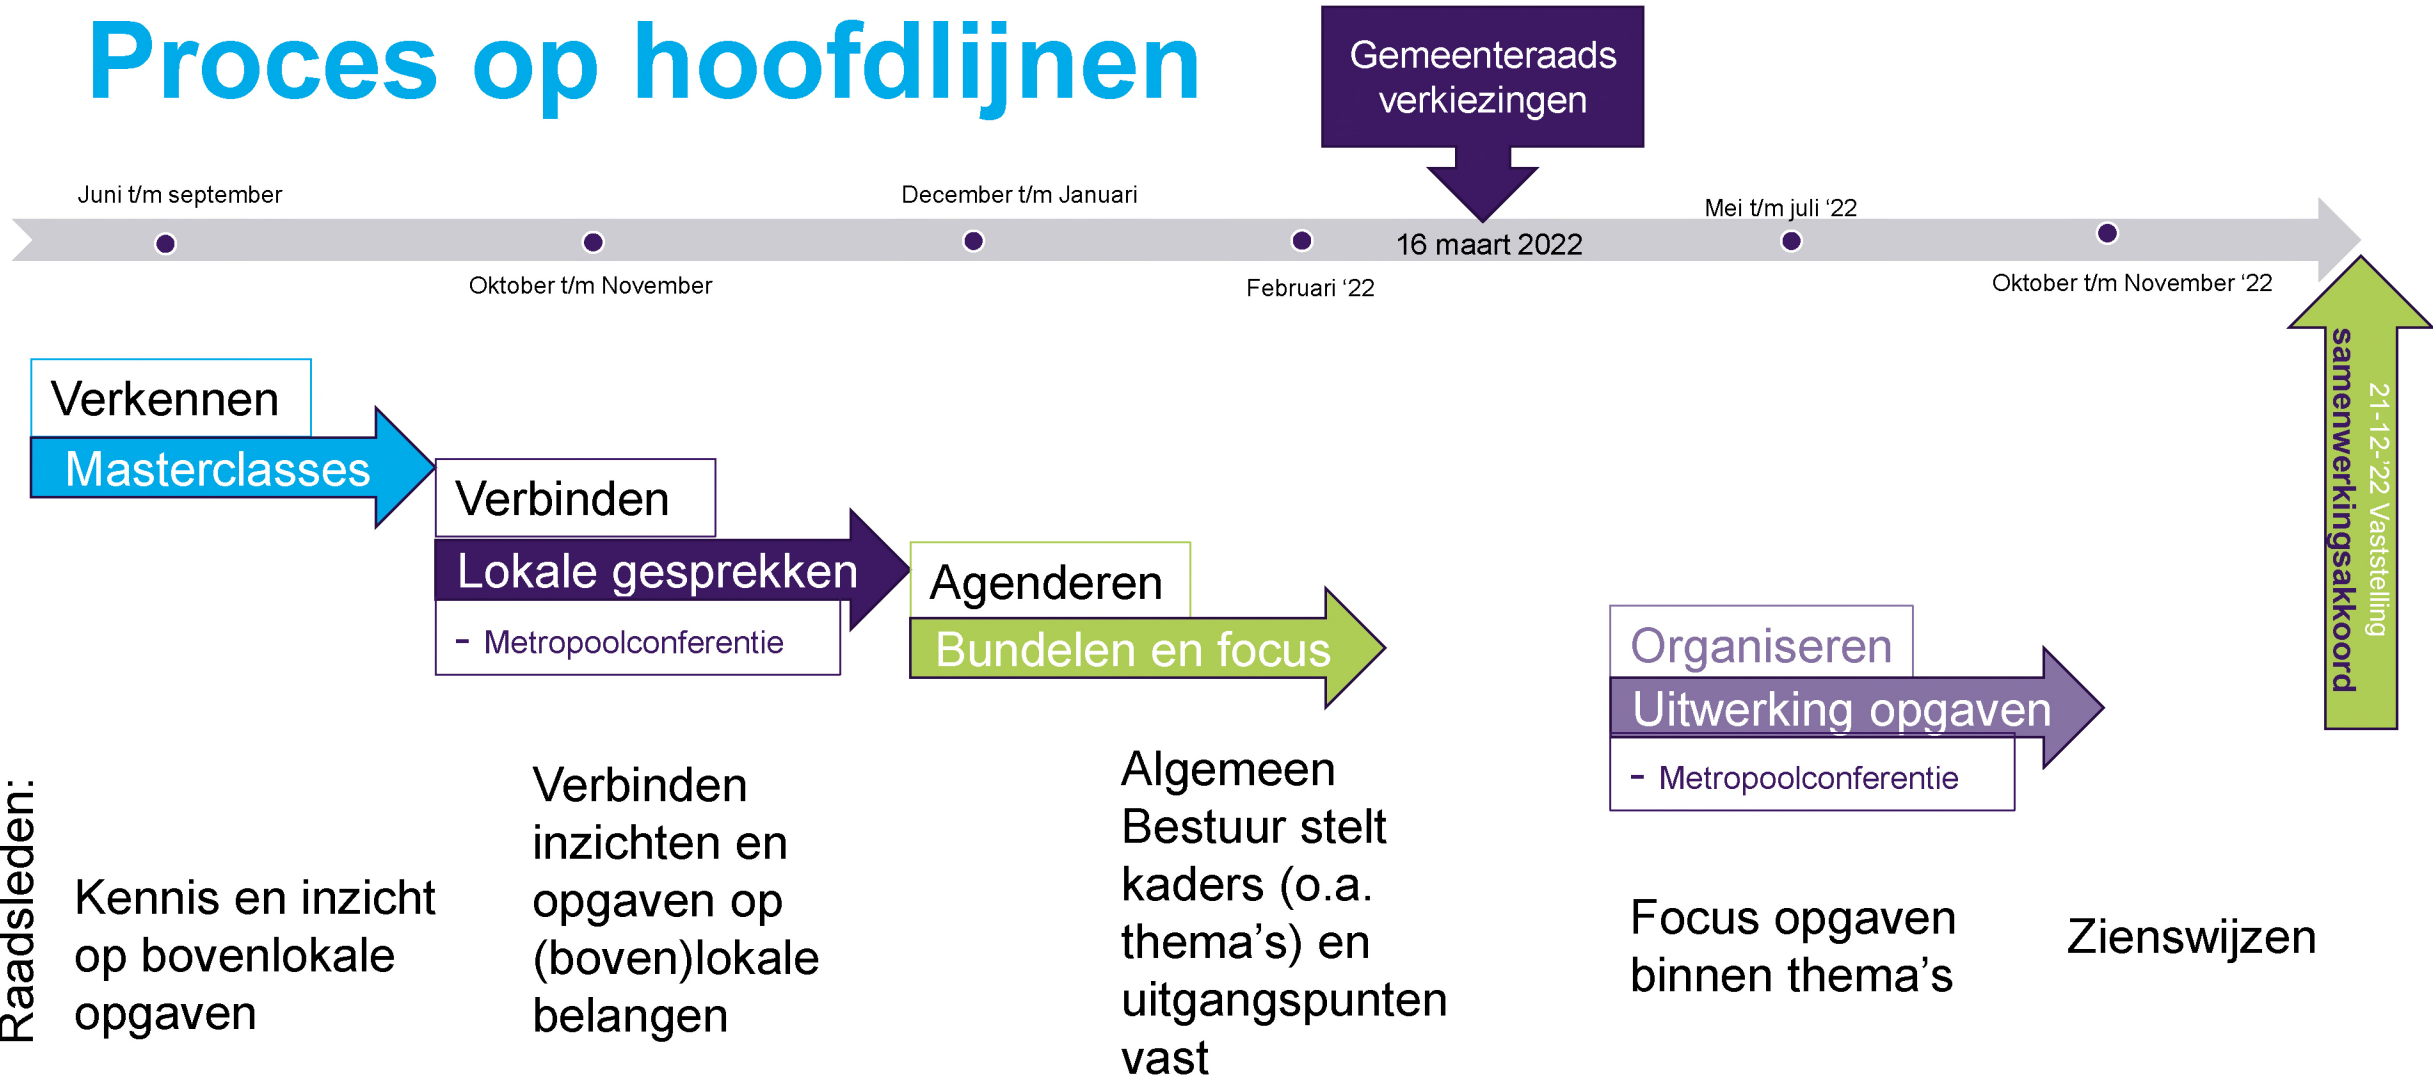 Proces op hoofdlijnen
Gemeenteraads
verkiezingen
Juni t/m september
December t/m Januari
Mei t/m juli ‘22
16 maart 2022
Oktober t/m November
Februari ‘22
Oktober t/m November ‘22
21-12-’22 Vaststelling
samenwerkingsakkoord
Verkennen
Masterclasses
Verbinden
Lokale gesprekken
- Metropoolconferentie
Agenderen
Bundelen en focus
Organiseren
Uitwerking opgaven
- Metropoolconferentie
Raadsleden:
Kennis en inzicht
op bovenlokale
opgaven
Verbinden
inzichten en
opgaven op
(boven)lokale
belangen
Algemeen
Bestuur stelt
kaders (o.a.
thema’s) en
uitgangspunten
vast
Focus opgaven
binnen thema’s
Zienswijzen